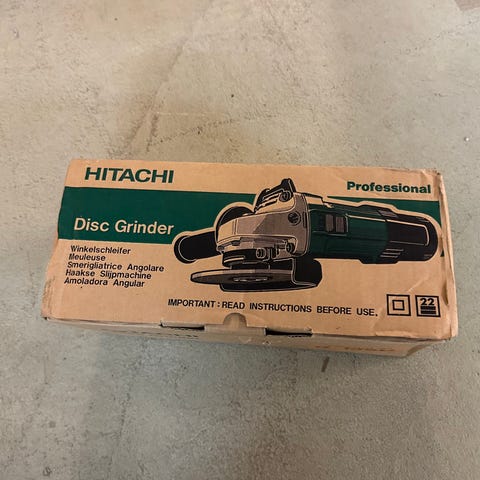 HITACHI
Professional
Disc Grinder
Winkelschleifer
Meuleuse
Smerigliatrice Angolare
Haakse Slijpmachine
Amoladora Angular
IMPORTANT : READ INSTRUCTIONS BEFORE USE.
22